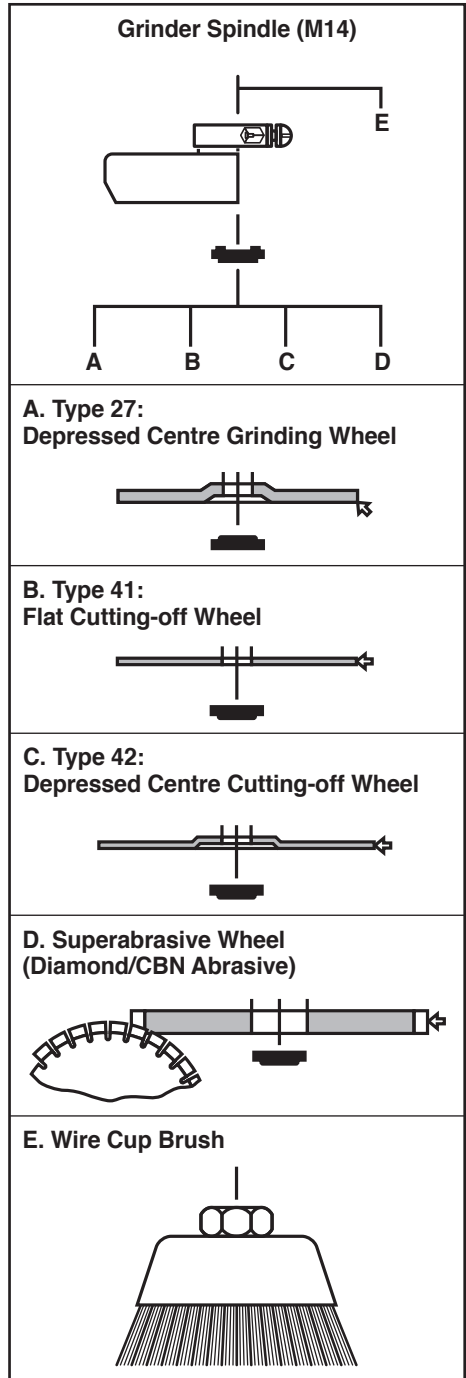 Grinder Spindle (M14)
E
A B C D
A. Type 27:
Depressed Centre Grinding Wheel
B. Type 41:
Flat Cutting-off Wheel
C. Type 42:
Depressed Centre Cutting-off Wheel
D. Superabrasive Wheel
(Diamond/CBN Abrasive)
E. Wire Cup Brush